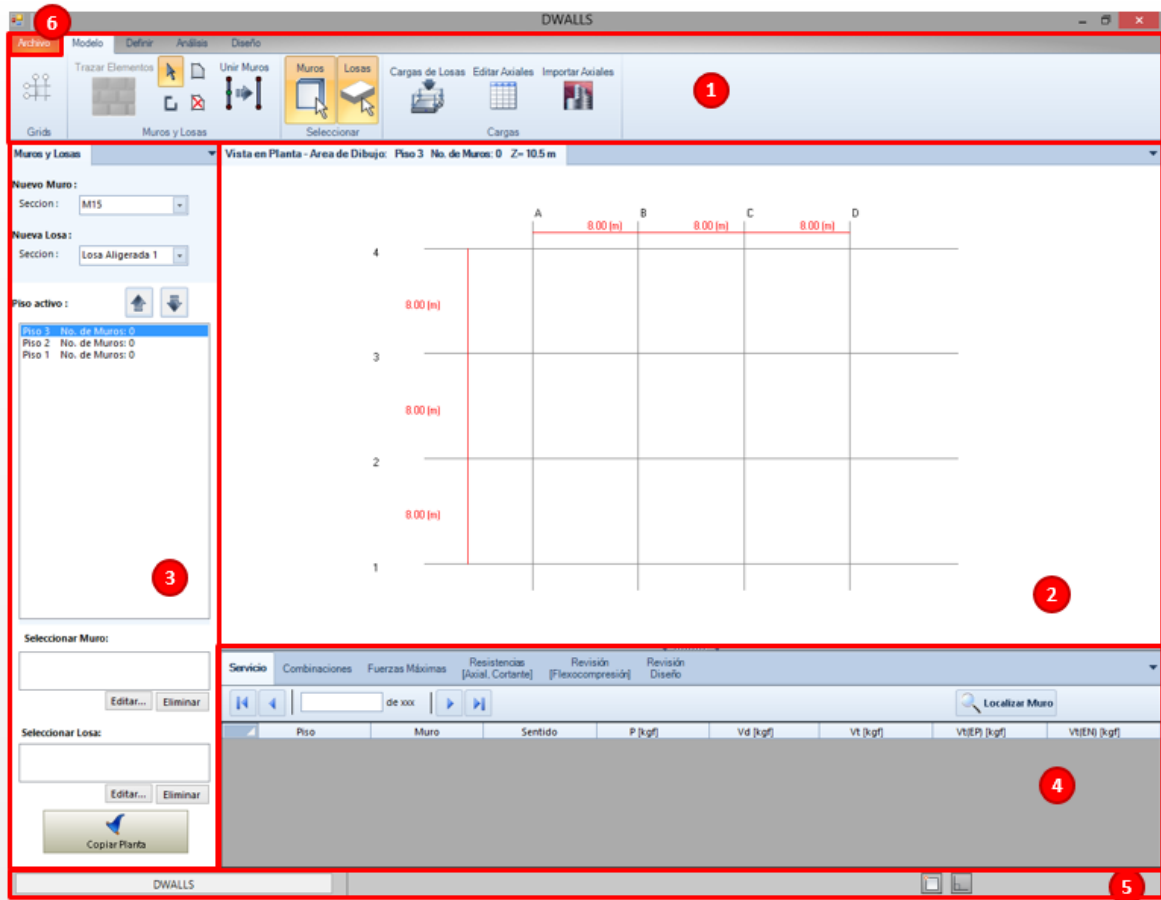 6
DWALLS
Archivo Modelo Definir Análisis Diseño
Trazar Elementos Unir Muros Muros Losas Cargas de Losas Editar Axiales Importar Axiales
1
Grids Muros y Losas Seleccionar Cargas
Muros y Losas
Vista en Planta - Area de Dibujo: Piso 3 No. de Muros: 0 Z= 10.5 m
Nuevo Muro :
Seccion : M15
Nueva Losa :
Seccion : Losa Aligerada 1
Piso activo :
Piso 3 No. de Muros: 0
Piso 2 No. de Muros: 0
Piso 1 No. de Muros: 0
3
Seleccionar Muro:
Editar... Eliminar
Seleccionar Losa:
Editar... Eliminar
Copiar Planta
A B C D
8.00 [m] 8.00 [m] 8.00 [m]
4
8.00 [m]
3
8.00 [m]
2
8.00 [m]
1
2
Servicio Combinaciones Fuerzas Máximas Resistencias [Axial, Cortante] Revisión [Flexocompresión] Revisión Diseño
de xxx Localizar Muro
Piso Muro Sentido P [kgf] Vd [kgf] Vt [kgf] Vt(EP) [kgf] Vt(EN) [kgf]
4
DWALLS
5